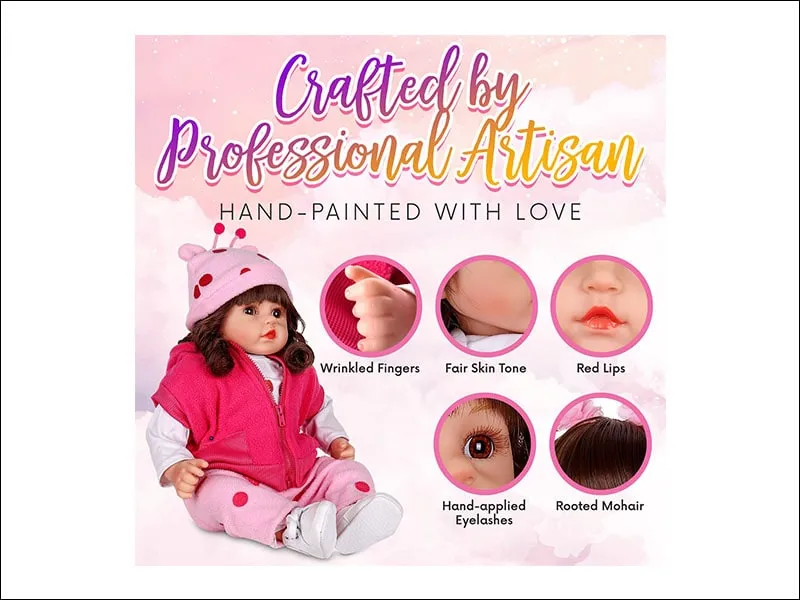 Crafted by
Professional Artisan
HAND-PAINTED WITH LOVE
Wrinkled Fingers
Fair Skin Tone
Red Lips
Hand-applied
Eyelashes
Rooted Mohair